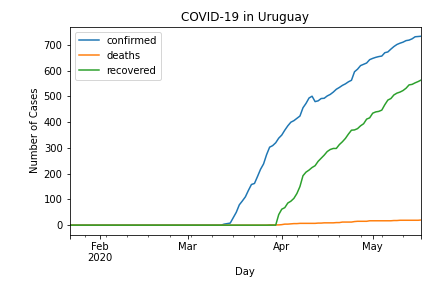 COVID-19 in Uruguay
confirmed
deaths
recovered
Number of Cases
700
600
500
400
300
200
100
0
Feb
2020
Mar
Apr
May
Day